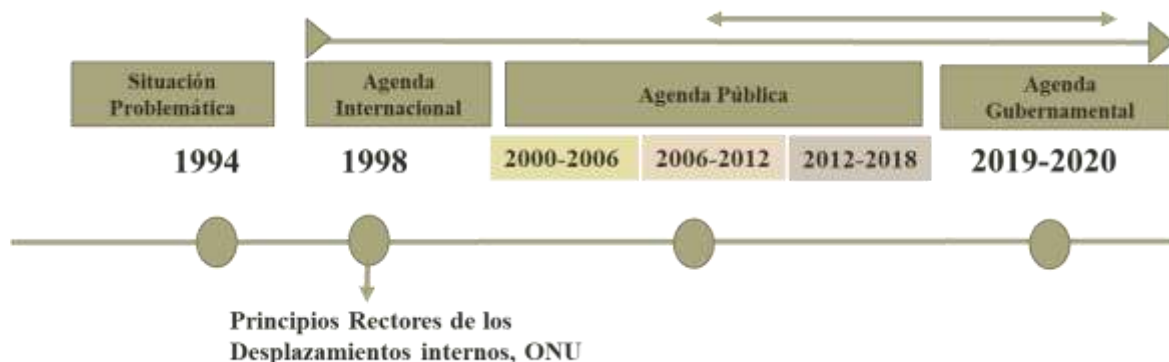 Situación
Problemática
Agenda
Internacional
Agenda Pública
Agenda
Gubernamental
1994
1998
2000-2006
2006-2012
2012-2018
2019-2020
Principios Rectores de los
Desplazamientos internos, ONU